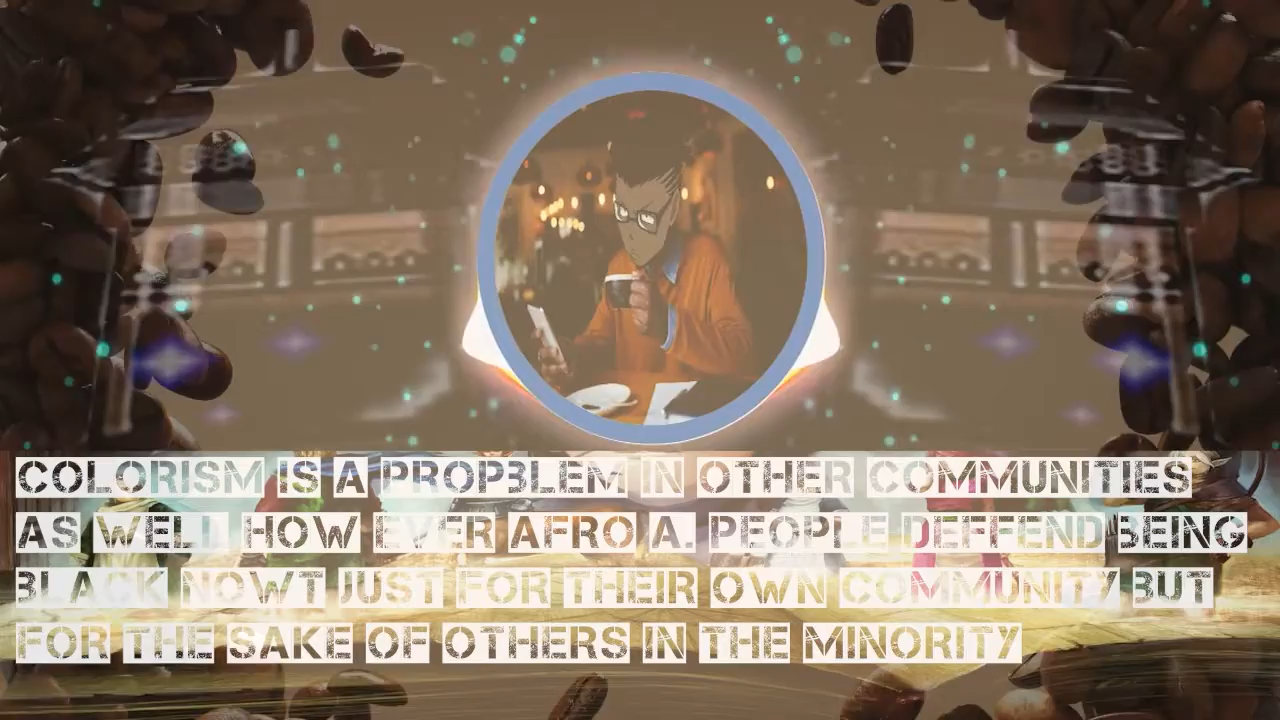 COLORISM IS A PROPBLEM IN OTHER COMMUNITIES
AS WELL HOW EVER AFRO A. PEOPLE DEFFEND BEING
BLACK NOWT JUST FOR THEIR OWN COMMUNITY BUT
FOR THE SAKE OF OTHERS IN THE MINORITY